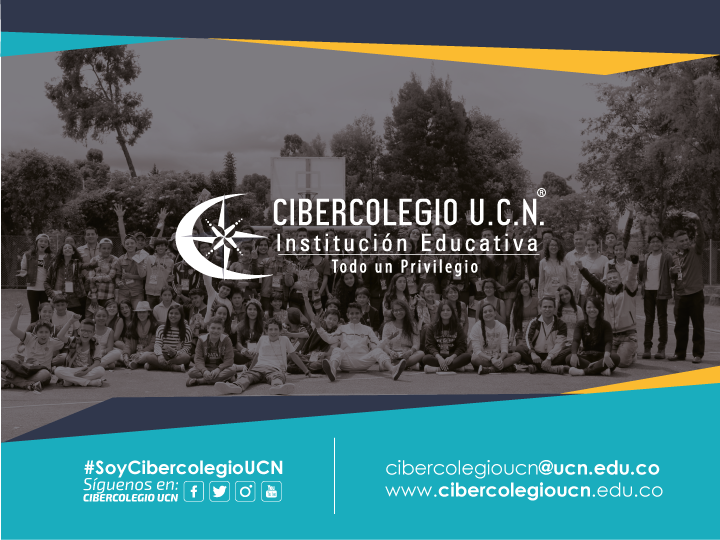 CIBERCOLEGIO U.C.N.®
Institución Educativa
Todo un Privilegio
#SoyCibercolegioUCN
Síguenos en:
CIBERCOLEGIO UCN
cibercolegioucn@ucn.edu.co
www.cibercolegioucn.edu.co